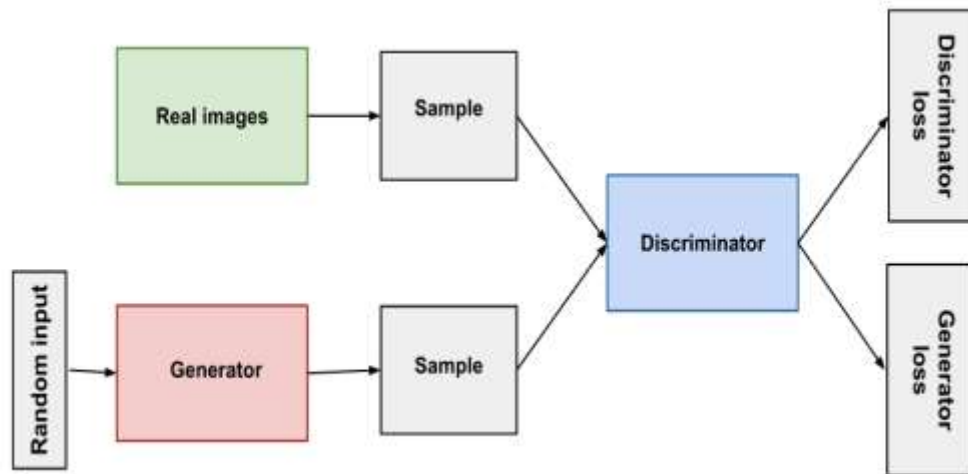 Real images
Sample
Discriminator
loss
Discriminator
Random input
Generator
Sample
Generator
loss